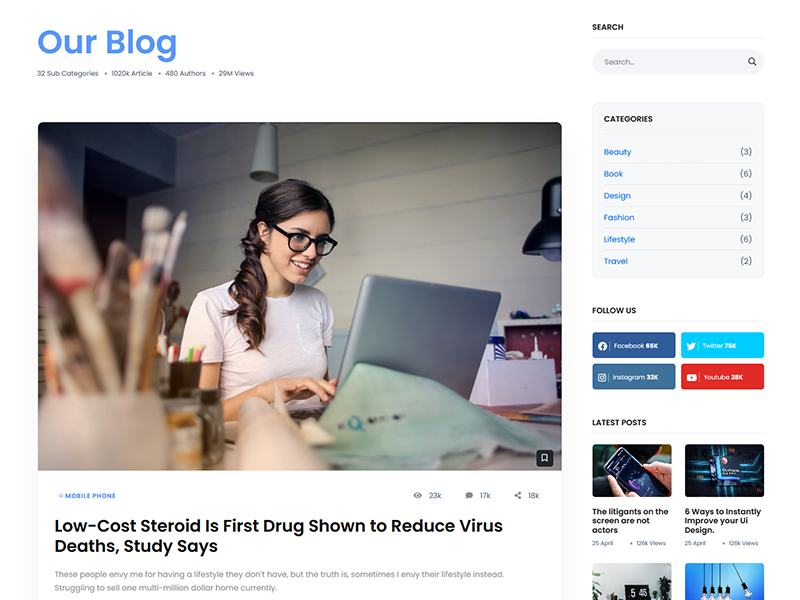 Our Blog
32 Sub Categories • 1020k Article • 480 Authors • 29M Views
MOBILE PHONE
23k
17k
18k
Low-Cost Steroid Is First Drug Shown to Reduce Virus
Deaths, Study Says
These people envy me for having a lifestyle they don't have, but the truth is, sometimes I envy their lifestyle instead.
Struggling to sell one multi-million dollar home currently.
SEARCH
Search...
CATEGORIES
Beauty (3)
Book (6)
Design (4)
Fashion (3)
Lifestyle (6)
Travel (2)
FOLLOW US
Facebook 65K
Twitter 75K
Instagram 32K
Youtube 28K
LATEST POSTS
The litigants on the
screen are not
actors
25 April • 126k Views
6 Ways to Instantly
Improve your Ui
Design.
25 April • 126k Views
5 46